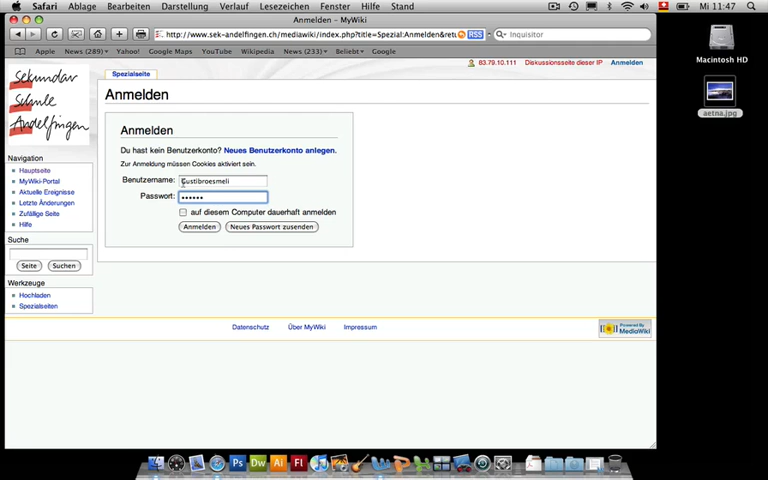 Safari Ablage Bearbeiten Darstellung Verlauf Lesezeichen Fenster Hilfe Stand Mi 11:47
Anmelden – MyWiki
http://www.sek-andelfingen.ch/mediawiki/index.php?title=Spezial:Anmelden&retu RSS Inquisitor
Apple News (289) Yahoo! Google Maps YouTube Wikipedia News (233) Beliebt Google
83.79.10.111 Diskussionsseite dieser IP Anmelden
Sekundar
Schule
Andelfingen
Spezialseite
Anmelden
Anmelden
Du hast kein Benutzerkonto? Neues Benutzerkonto anlegen.
Zur Anmeldung müssen Cookies aktiviert sein.
Benutzername: Gustibroesmeli
Passwort: ••••••
auf diesem Computer dauerhaft anmelden
Anmelden Neues Passwort zusenden
Navigation
Hauptseite
MyWiki-Portal
Aktuelle Ereignisse
Letzte Änderungen
Zufällige Seite
Hilfe
Suche
Seite Suchen
Werkzeuge
Hochladen
Spezialseiten
Datenschutz Über MyWiki Impressum
Powered By
MediaWiki
Macintosh HD
aetna.jpg
Ps Dw Ai Fl